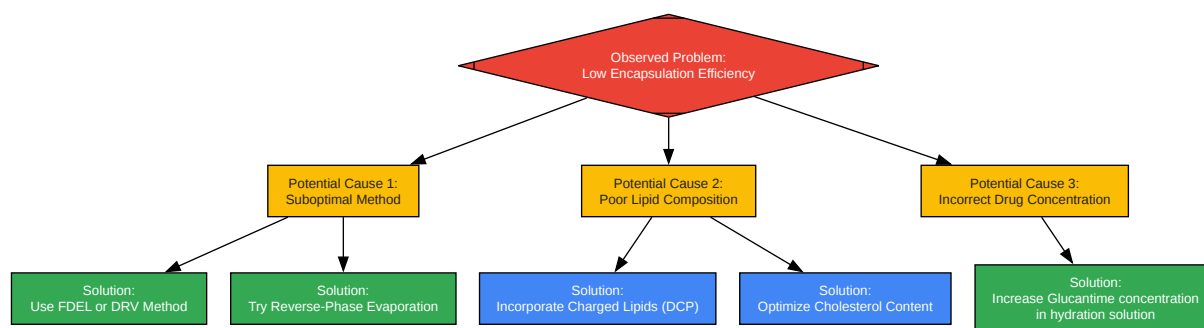 Observed Problem:
Low Encapsulation Efficiency
Potential Cause 1:
Suboptimal Method
Potential Cause 2:
Poor Lipid Composition
Potential Cause 3:
Incorrect Drug Concentration
Solution:
Use FDEL or DRV Method
Solution:
Try Reverse-Phase Evaporation
Solution:
Incorporate Charged Lipids (DCP)
Solution:
Optimize Cholesterol Content
Solution:
Increase Glucantime concentration
in hydration solution